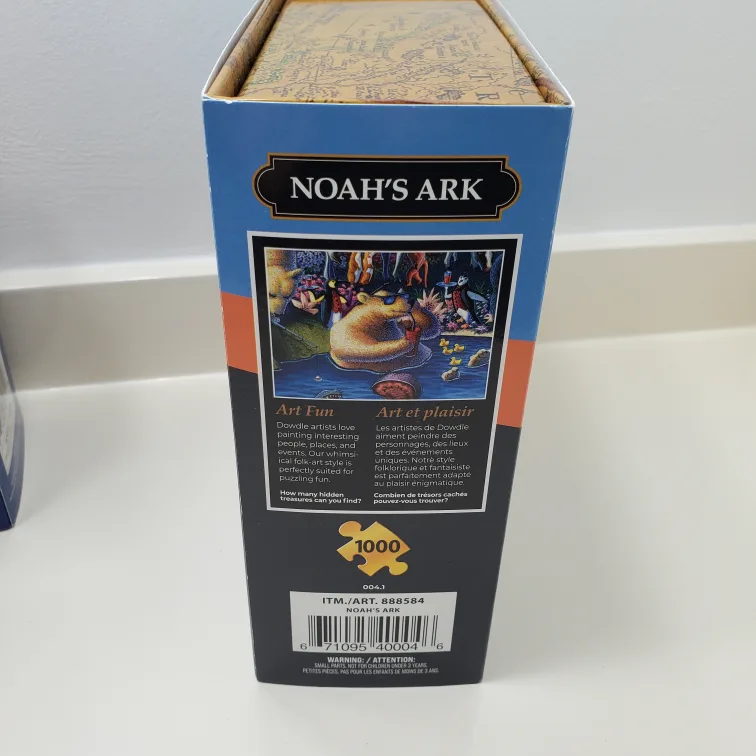 NOAH'S ARK
Art Fun
Dowdle artists love
painting interesting
people, places, and
events. Our whims-
ical folk-art style is
perfectly suited for
puzzling fun.
How many hidden
treasures can you find?
Art et plaisir
Les artistes de Dowdle
aiment peindre des
personnages, des lieux
et des événements
uniques. Notre style
folklorique et fantaisiste
est parfaitement adapté
au plaisir énigmatique.
Combien de trésors cachés
pouvez-vous trouver?
1000
004.1
ITM./ART. 888584
NOAH'S ARK
6 71095 40004 6
WARNING: / ATTENTION:
SMALL PARTS. NOT FOR CHILDREN UNDER 3 YEARS.
PETITES PIÈCES. PAS POUR LES ENFANTS DE MOINS DE 3 ANS.